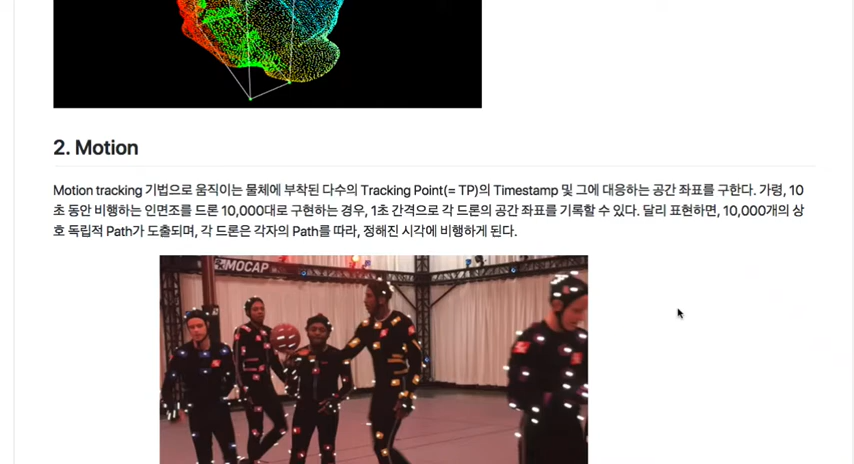 2. Motion
Motion tracking 기법으로 움직이는 물체에 부착된 다수의 Tracking Point(= TP)의 Timestamp 및 그에 대응하는 공간 좌표를 구한다. 가령, 10
초 동안 비행하는 인면조를 드론 10,000대로 구현하는 경우, 1초 간격으로 각 드론의 공간 좌표를 기록할 수 있다. 달리 표현하면, 10,000개의 상
호 독립적 Path가 도출되며, 각 드론은 각자의 Path를 따라, 정해진 시각에 비행하게 된다.
MOCAP